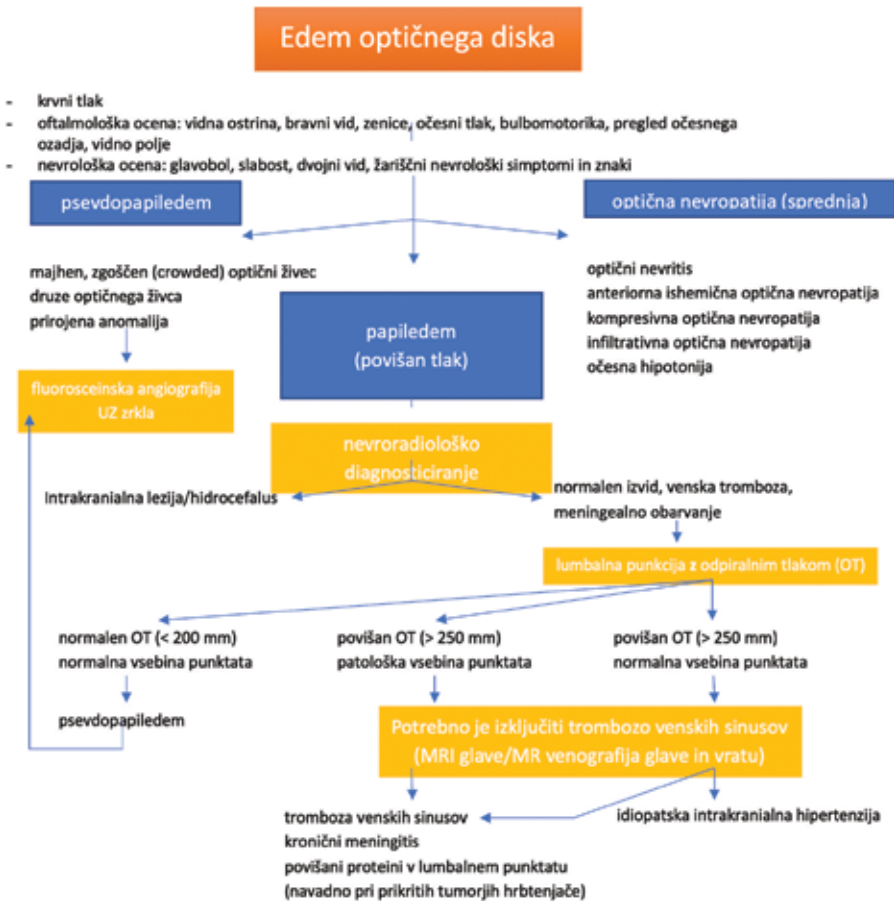 Edem optičnega diska
- krvni tlak
- oftalmološka ocena: vidna ostrina, bravni vid, zenice, očesni tlak, bulbomotorika, pregled očesnega
ozadja, vidno polje
- nevrološka ocena: glavobol, slabost, dvojni vid, žariščni nevrološki simptomi in znaki
psevdopapiledem
optična nevropatija (sprednja)
majhen, zgoščen (crowded) optični živec
druze optičnega živca
prirojena anomalija
papiledem
(povišan tlak)
optični nevritis
anteriorna ishemična optična nevropatija
kompresivna optična nevropatija
infiltrativna optična nevropatija
očesna hipotonija
fluorosceinska angiografija
UZ zrkla
nevroradiološko
diagnosticiranje
Intrakranialna lezija/hidrocefalus
normalen izvid, venska tromboza,
meningealno obarvanje
lumbalna punkcija z odpiralnim tlakom (OT)
normalen OT (< 200 mm)
normalna vsebina punktata
povišan OT (> 250 mm)
patološka vsebina punktata
povišan OT (> 250 mm)
normalna vsebina punktata
psevdopapiledem
Potrebno je izključiti trombozo venskih sinusov
(MRI glave/MR venografija glave in vratu)
tromboza venskih sinusov
kronični meningitis
povišani proteini v lumbalnem punktatu
(navadno pri prikritih tumorjih hrbtenjače)
idiopatska intrakranialna hipertenzija